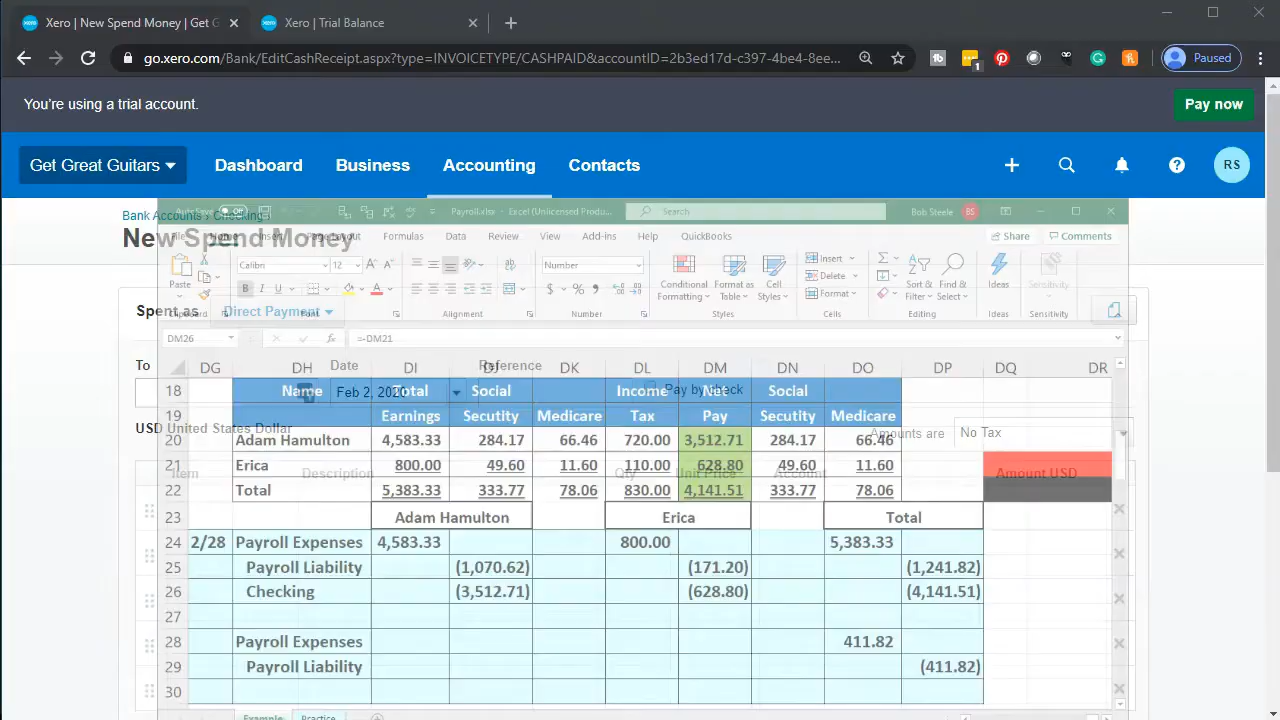 Xero | New Spend Money | Get G
Xero | Trial Balance
go.xero.com/Bank/EditCashReceipt.aspx?type=INVOICETYPE/CASHPAID&accountID=2b3ed17d-c397-4be4-8ee...
1
Paused
You're using a trial account.
Pay now
Get Great Guitars
Dashboard
Business
Accounting
Contacts
RS
Bank Accounts › Checking
Off
Payroll.xlsx - Excel (Unlicensed Produ...
Search
Bob Steele
BS
New Spend Money
Home
Page Layout
Formulas
Data
Review
View
Add-ins
Help
QuickBooks
Share
Comments
Paste
Calibri
12
Number
Conditional Formatting
Format as Table
Cell Styles
Insert
Delete
Format
Sort & Filter
Find & Select
Ideas
Sensitivity
Spent as
Direct Payment
Clipboard
Font
Alignment
Number
Styles
Cells
Editing
Ideas
Sensitivity
DM26
=-DM21
To
Date
Reference
DG DH DI DJ DK DL DM DN DO DP DQ DR
Feb 2, 2020
Pay by check
18 Name Total Social Income Net Social
19 Earnings Secutity Medicare Tax Pay Secutity Medicare
USD United States Dollar
Amounts are
No Tax
20 Adam Hamulton 4,583.33 284.17 66.46 720.00 3,512.71 284.17 66.46
21 Erica 800.00 49.60 11.60 110.00 628.80 49.60 11.60
Item
Description
Qty
Unit Price
Account
Amount USD
22 Total 5,383.33 333.77 78.06 830.00 4,141.51 333.77 78.06
23 Adam Hamulton Erica Total
24 2/28 Payroll Expenses 4,583.33 800.00 5,383.33
25 Payroll Liability (1,070.62) (171.20) (1,241.82)
26 Checking (3,512.71) (628.80) (4,141.51)
27
28 Payroll Expenses 411.82
29 Payroll Liability (411.82)
30
Example
Practice